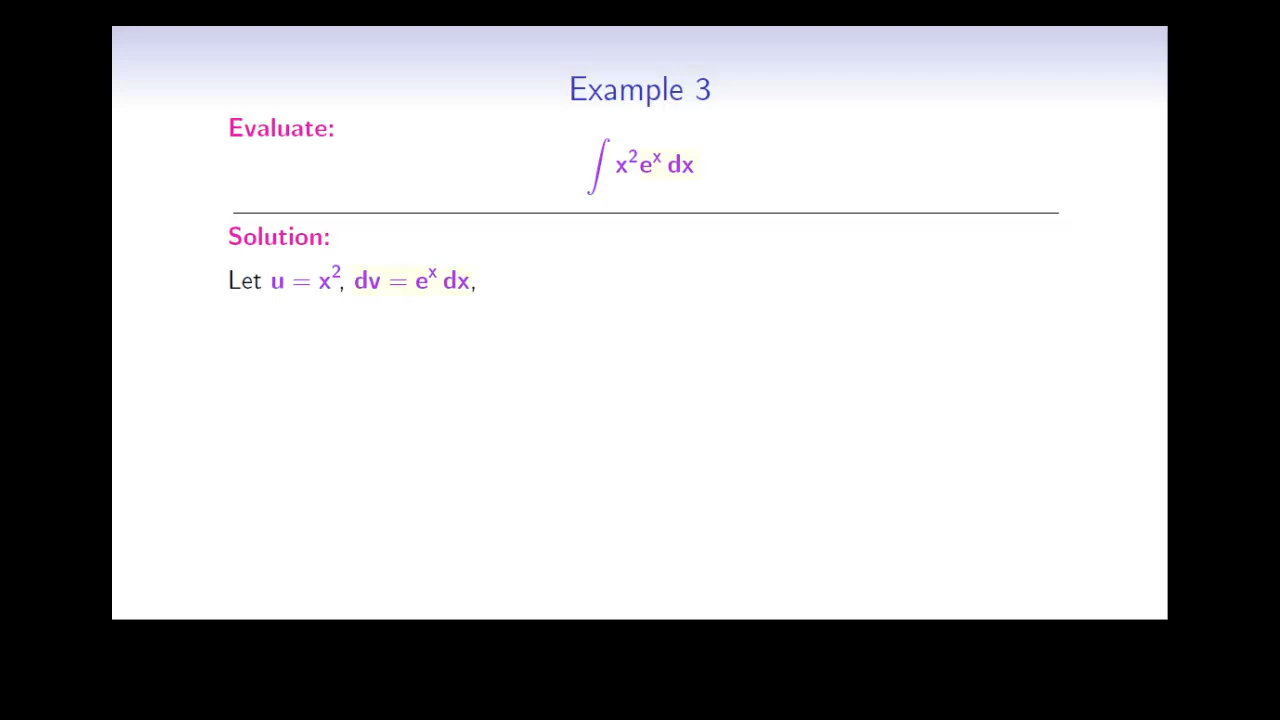 Example 3
Evaluate:
∫ x²eˣ dx
Solution:
Let u = x², dv = eˣ dx,